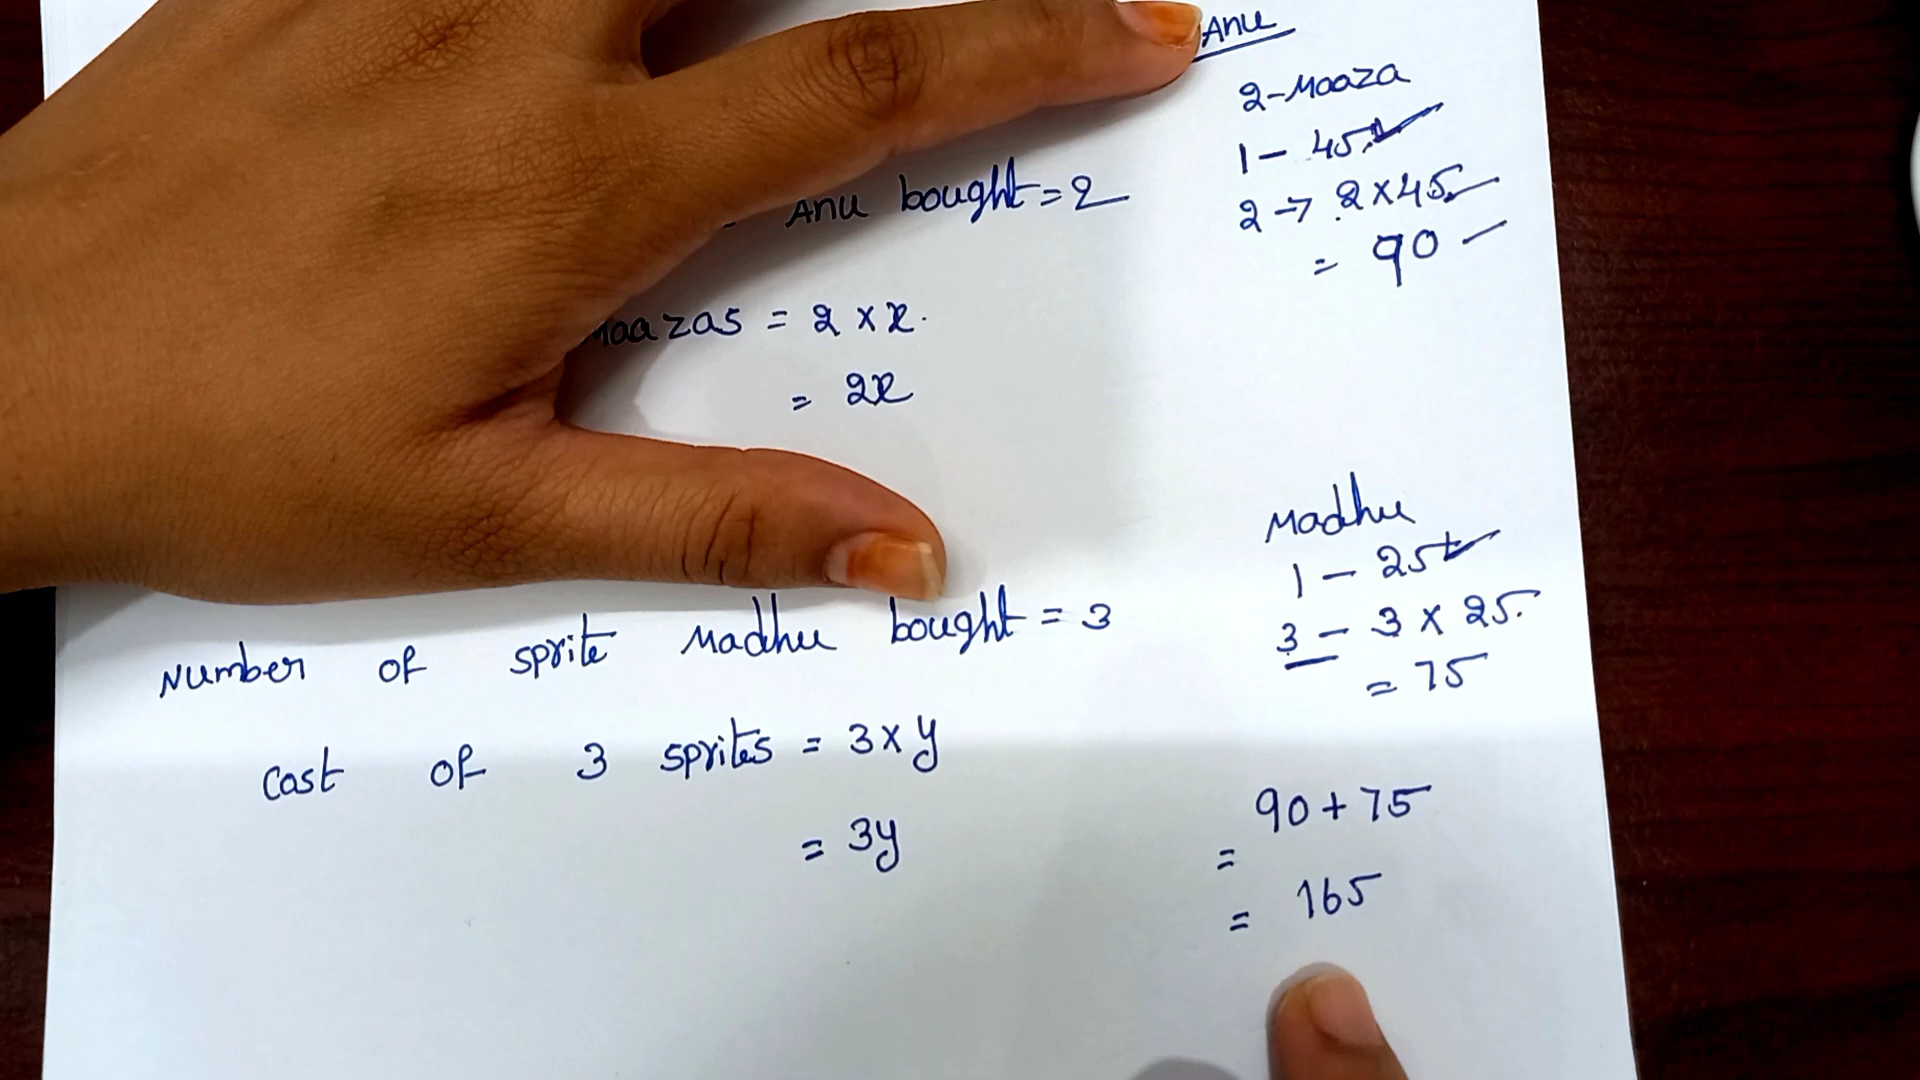 Anu
2-Maaza
1 - 45
2 → 2 x 45
= 90
Anu bought = 2
= 2 x x
= 2x
Madhu
1 - 25
3 - 3 x 25.
= 75
Number of sprite Madhu bought = 3
Cost of 3 sprites = 3 x y
= 3y
90 + 75
=
= 165